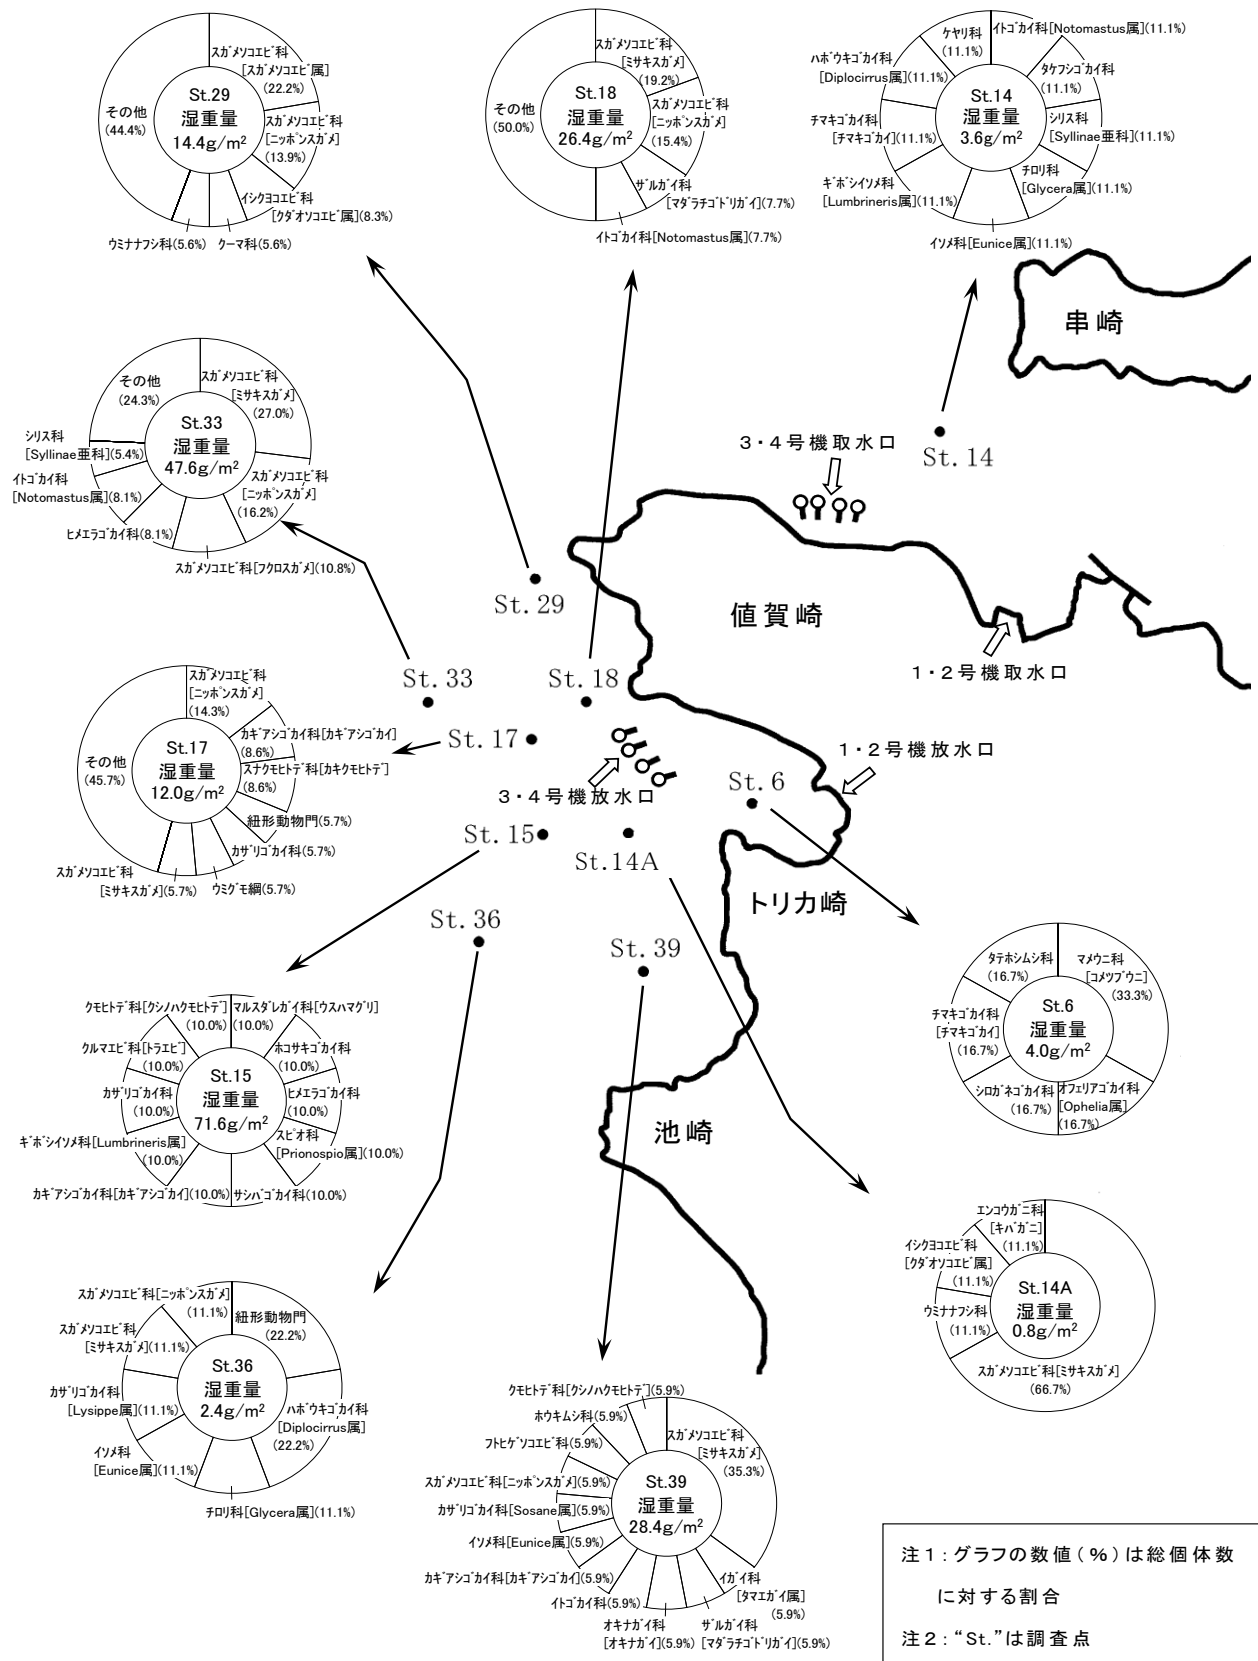 スガメソコエビ科
[スガメソコエビ属]
(22.2%)
スガメソコエビ科
[ニッポンスガメ]
(13.9%)
イシクヨコエビ科
[クダオソコエビ属](8.3%)
クーマ科(5.6%)
ウミナナフシ科(5.6%)
その他
(44.4%)
St.29
湿重量
14.4g/m²
スガメソコエビ科
[ミサキスガメ]
(19.2%)
スガメソコエビ科
[ニッポンスガメ]
(15.4%)
ザルガイ科
[マダラチゴトリガイ](7.7%)
イトゴカイ科[Notomastus属](7.7%)
その他
(50.0%)
St.18
湿重量
26.4g/m²
イトゴカイ科[Notomastus属](11.1%)
タケフシゴカイ科
(11.1%)
シリス科
[Syllinae亜科](11.1%)
チロリ科
[Glycera属](11.1%)
イソメ科[Eunice属](11.1%)
ギボシイソメ科
[Lumbrineris属](11.1%)
チマキゴカイ科
[チマキゴカイ](11.1%)
ハボウキゴカイ科
[Diplocirrus属](11.1%)
ケヤリ科
(11.1%)
St.14
湿重量
3.6g/m²
串崎
St.14
3・4号機取水口
スガメソコエビ科
[ミサキスガメ]
(27.0%)
スガメソコエビ科
[ニッポンスガメ]
(16.2%)
スガメソコエビ科[フクロスガメ](10.8%)
ヒメエラゴカイ科(8.1%)
イトゴカイ科
[Notomastus属](8.1%)
シリス科
[Syllinae亜科](5.4%)
その他
(24.3%)
St.33
湿重量
47.6g/m²
St.29
値賀崎
1・2号機取水口
St.33
St.18
St.17
1・2号機放水口
3・4号機放水口
St.6
St.15
St.14A
トリカ崎
St.36
St.39
池崎
スガメソコエビ科
[ニッポンスガメ]
(14.3%)
カギアシゴカイ科[カギアシゴカイ]
(8.6%)
スナクモヒトデ科[カキクモヒトデ]
(8.6%)
紐形動物門(5.7%)
カザリゴカイ科(5.7%)
ウミグモ綱(5.7%)
スガメソコエビ科
[ミサキスガメ](5.7%)
その他
(45.7%)
St.17
湿重量
12.0g/m²
マメウニ科
[コメツブウニ]
(33.3%)
オフェリアゴカイ科
[Ophelia属]
(16.7%)
シロガネゴカイ科
(16.7%)
チマキゴカイ科
[チマキゴカイ]
(16.7%)
タテホシムシ科
(16.7%)
St.6
湿重量
4.0g/m²
マルスダレガイ科[ウスハマグリ]
(10.0%)
ホコサキゴカイ科
(10.0%)
ヒメエラゴカイ科
(10.0%)
スピオ科
[Prionospio属](10.0%)
サシバゴカイ科(10.0%)
カギアシゴカイ科[カギアシゴカイ](10.0%)
ギボシイソメ科[Lumbrineris属]
(10.0%)
カザリゴカイ科
(10.0%)
クルマエビ科[トラエビ]
(10.0%)
クモヒトデ科[クシノハクモヒトデ]
(10.0%)
St.15
湿重量
71.6g/m²
エンコウガニ科
[キバガニ]
(11.1%)
イシクヨコエビ科
[クダオソコエビ属]
(11.1%)
ウミナナフシ科
(11.1%)
スガメソコエビ科[ミサキスガメ]
(66.7%)
St.14A
湿重量
0.8g/m²
スガメソコエビ科[ニッポンスガメ]
(11.1%)
紐形動物門
(22.2%)
ハボウキゴカイ科
[Diplocirrus属]
(22.2%)
チロリ科[Glycera属](11.1%)
イソメ科
[Eunice属](11.1%)
カザリゴカイ科
[Lysippe属](11.1%)
スガメソコエビ科
[ミサキスガメ](11.1%)
St.36
湿重量
2.4g/m²
クモヒトデ科[クシノハクモヒトデ](5.9%)
ホウキムシ科(5.9%)
フトヒゲソコエビ科(5.9%)
スガメソコエビ科[ニッポンスガメ](5.9%)
カザリゴカイ科[Sosane属](5.9%)
イソメ科[Eunice属](5.9%)
カギアシゴカイ科[カギアシゴカイ](5.9%)
イトゴカイ科(5.9%)
オキナガイ科
[オキナガイ](5.9%)
ザルガイ科
[マダラチゴトリガイ](5.9%)
イガイ科
[タマエガイ属]
(5.9%)
スガメソコエビ科
[ミサキスガメ]
(35.3%)
St.39
湿重量
28.4g/m²
注1：グラフの数値(%)は総個体数
に対する割合
注2：“St.”は調査点